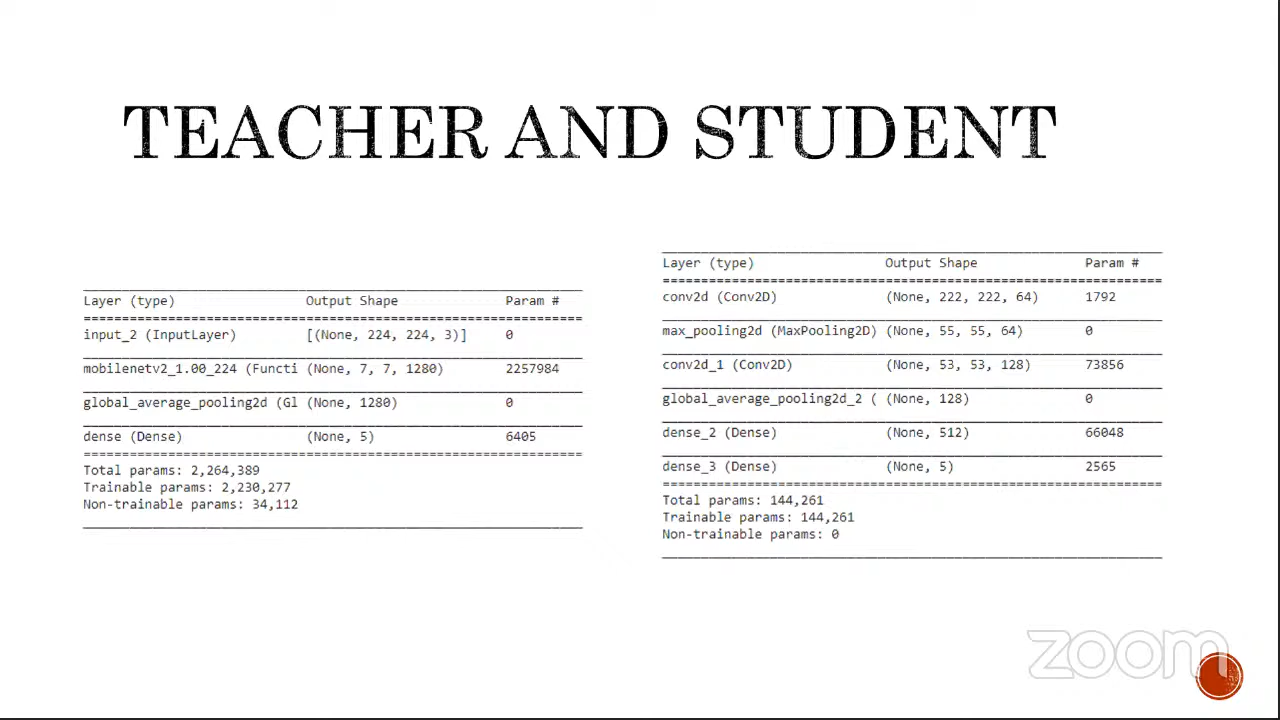 TEACHER AND STUDENT
Layer (type) Output Shape Param #
input_2 (InputLayer) [(None, 224, 224, 3)] 0
mobilenetv2_1.00_224 (Functi (None, 7, 7, 1280) 2257984
global_average_pooling2d (Gl (None, 1280) 0
dense (Dense) (None, 5) 6405
Total params: 2,264,389
Trainable params: 2,230,277
Non-trainable params: 34,112
Layer (type) Output Shape Param #
conv2d (Conv2D) (None, 222, 222, 64) 1792
max_pooling2d (MaxPooling2D) (None, 55, 55, 64) 0
conv2d_1 (Conv2D) (None, 53, 53, 128) 73856
global_average_pooling2d_2 ( (None, 128) 0
dense_2 (Dense) (None, 512) 66048
dense_3 (Dense) (None, 5) 2565
Total params: 144,261
Trainable params: 144,261
Non-trainable params: 0
zoom